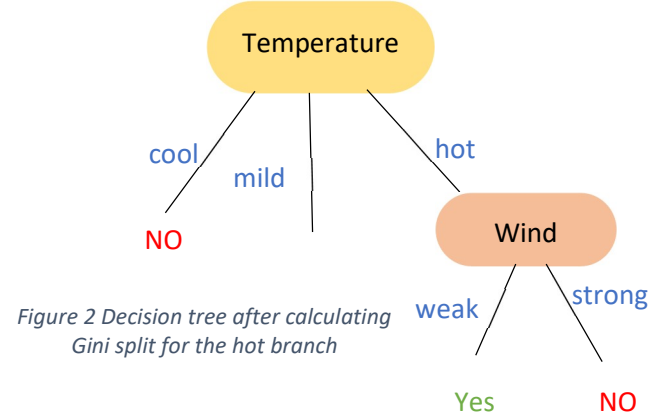 Temperature
cool
mild
hot
NO
Wind
Figure 2 Decision tree after calculating
Gini split for the hot branch
weak
strong
Yes
NO